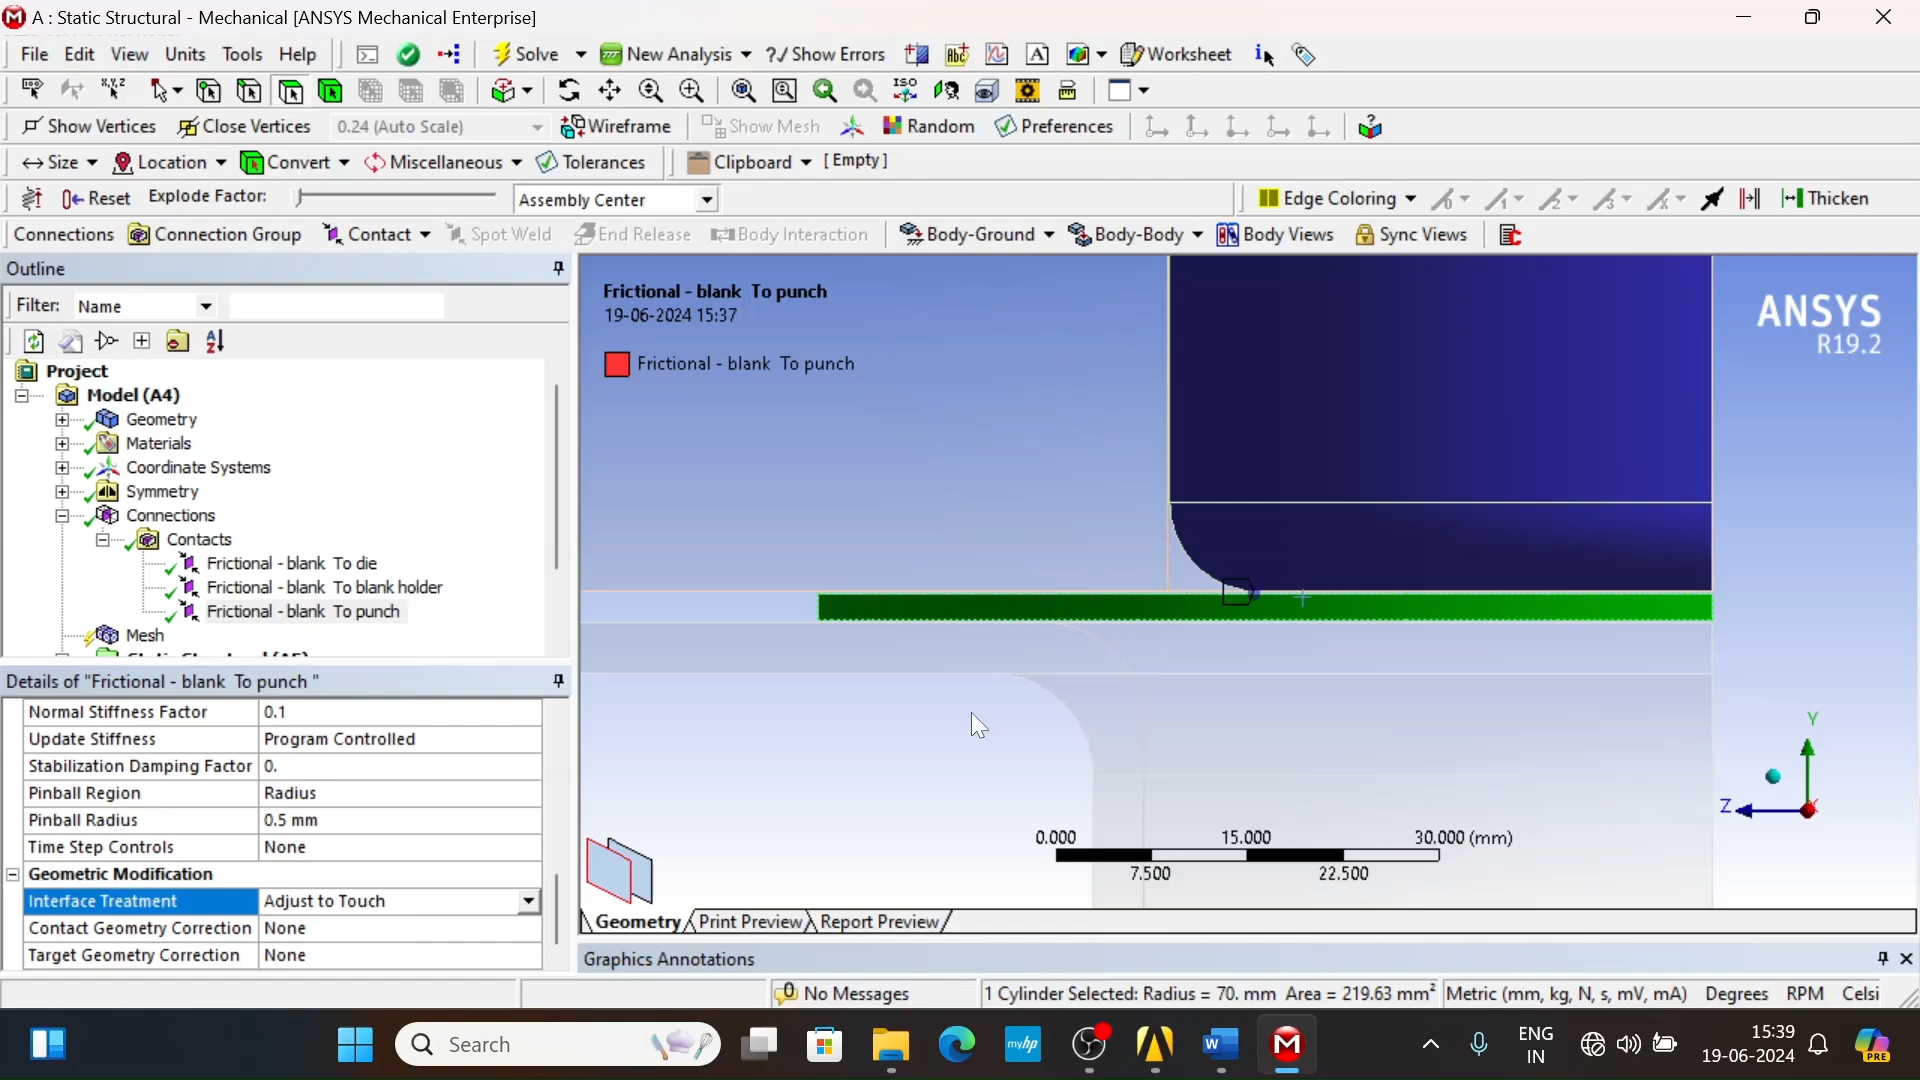 A : Static Structural - Mechanical [ANSYS Mechanical Enterprise]
File Edit View Units Tools Help Solve New Analysis ?/ Show Errors Worksheet
Show Vertices Close Vertices 0.24 (Auto Scale) Wireframe Show Mesh Random Preferences
Size Location Convert Miscellaneous Tolerances Clipboard [ Empty ]
Reset Explode Factor: Assembly Center Edge Coloring Thicken
Connections Connection Group Contact Spot Weld End Release Body Interaction Body-Ground Body-Body Body Views Sync Views
Outline
Filter: Name
Project
Model (A4)
Geometry
Materials
Coordinate Systems
Symmetry
Connections
Contacts
Frictional - blank To die
Frictional - blank To blank holder
Frictional - blank To punch
Mesh
Details of "Frictional - blank To punch "
Normal Stiffness Factor 0.1
Update Stiffness Program Controlled
Stabilization Damping Factor 0.
Pinball Region Radius
Pinball Radius 0.5 mm
Time Step Controls None
Geometric Modification
Interface Treatment Adjust to Touch
Contact Geometry Correction None
Target Geometry Correction None
Frictional - blank To punch
19-06-2024 15:37
Frictional - blank To punch
ANSYS
R19.2
Y
Z
X
0.000 15.000 30.000 (mm)
7.500 22.500
Geometry Print Preview Report Preview
Graphics Annotations
No Messages 1 Cylinder Selected: Radius = 70. mm Area = 219.63 mm² Metric (mm, kg, N, s, mV, mA) Degrees RPM Celsi
Search
myhp
ENG
IN
15:39
19-06-2024
PRE